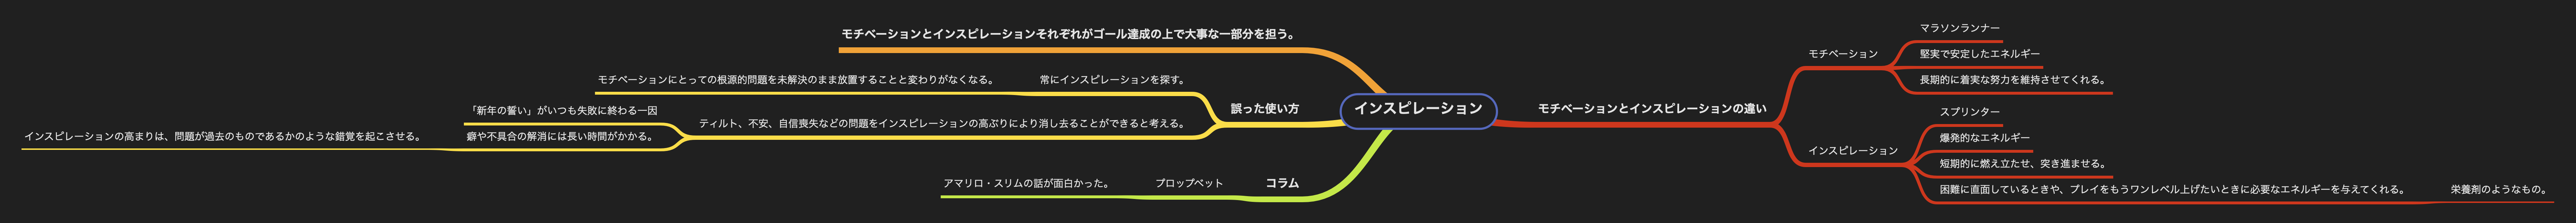 インスピレーション
モチベーションとインスピレーションの違い
モチベーション
マラソンランナー
堅実で安定したエネルギー
長期的に着実な努力を維持させてくれる。
インスピレーション
スプリンター
爆発的なエネルギー
短期的に燃え立たせ、突き進ませる。
困難に直面しているときや、プレイをもうワンレベル上げたいときに必要なエネルギーを与えてくれる。
栄養剤のようなもの。
モチベーションとインスピレーションそれぞれがゴール達成の上で大事な一部分を担う。
誤った使い方
常にインスピレーションを探す。
モチベーションにとっての根源的問題を未解決のまま放置することと変わりがなくなる。
ティルト、不安、自信喪失などの問題をインスピレーションの高ぶりにより消し去ることができると考える。
「新年の誓い」がいつも失敗に終わる一因
癖や不具合の解消には長い時間がかかる。
インスピレーションの高まりは、問題が過去のものであるかのような錯覚を起こさせる。
コラム
プロップベット
アマリロ・スリムの話が面白かった。